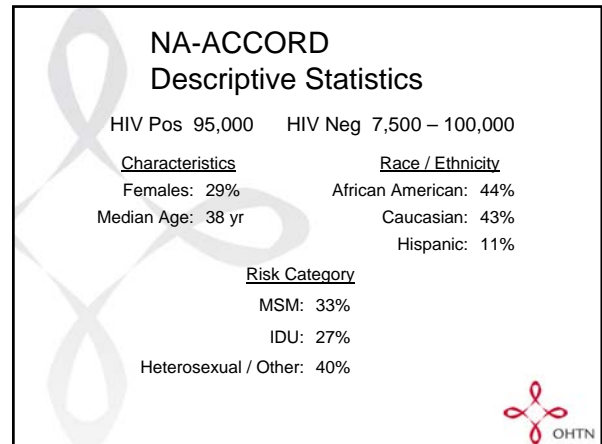 NA-ACCORD
Descriptive Statistics
HIV Pos 95,000 HIV Neg 7,500 – 100,000
Characteristics
Females: 29%
Median Age: 38 yr
Race / Ethnicity
African American: 44%
Caucasian: 43%
Hispanic: 11%
Risk Category
MSM: 33%
IDU: 27%
Heterosexual / Other: 40%
OHTN